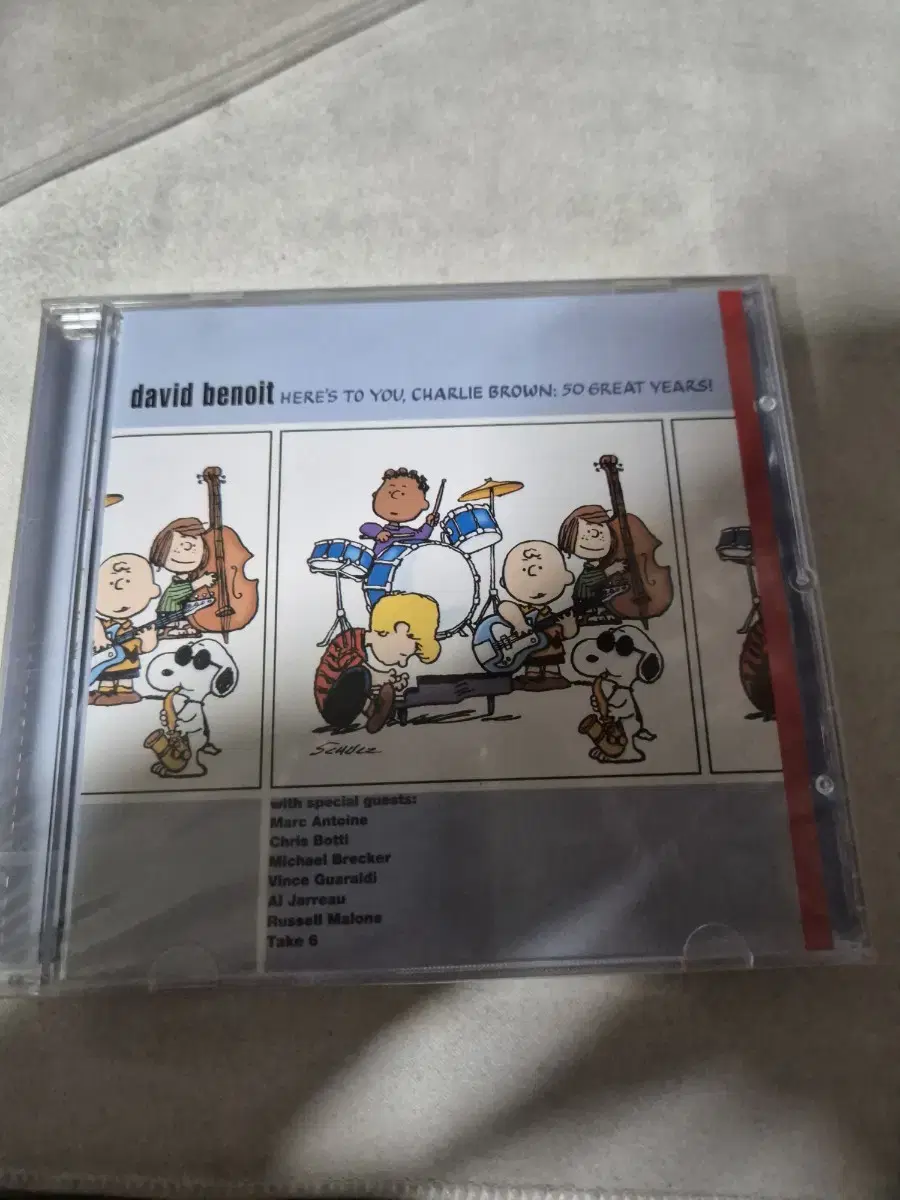 david benoit HERE'S TO YOU, CHARLIE BROWN: 50 GREAT YEARS!
SCHULZ
with special guests:
Marc Antoine
Chris Botti
Michael Brecker
Vince Guaraldi
Al Jarreau
Russell Malone
Take 6